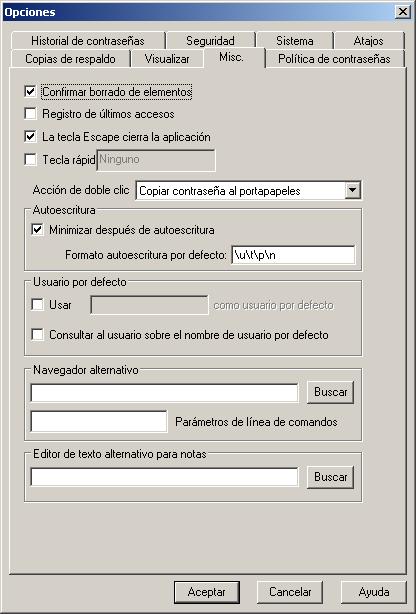 Opciones
Historial de contraseñas Seguridad Sistema Atajos
Copias de respaldo Visualizar Misc. Política de contraseñas
Confirmar borrado de elementos
Registro de últimos accesos
La tecla Escape cierra la aplicación
Tecla rápid Ninguno
Acción de doble clic Copiar contraseña al portapapeles
Autoescritura
Minimizar después de autoescritura
Formato autoescritura por defecto: \u\t\p\n
Usuario por defecto
Usar como usuario por defecto
Consultar al usuario sobre el nombre de usuario por defecto
Navegador alternativo
Buscar
Parámetros de línea de comandos
Editor de texto alternativo para notas
Buscar
Aceptar Cancelar Ayuda